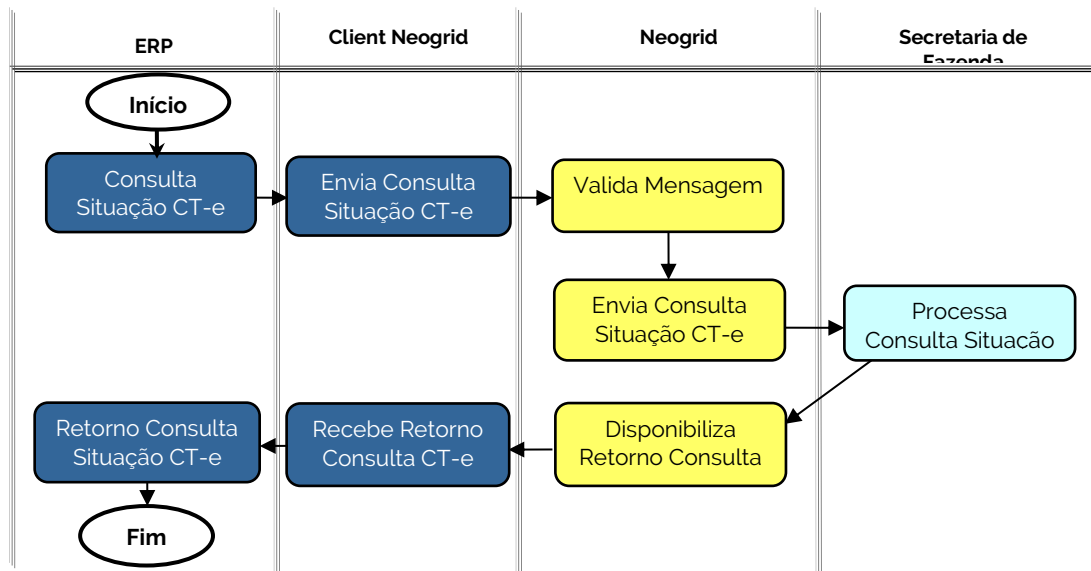 ERP
Client Neogrid
Neogrid
Secretaria de
Fazenda
Início
Consulta
Situação CT-e
Envia Consulta
Situação CT-e
Valida Mensagem
Envia Consulta
Situação CT-e
Processa
Consulta Situacão
Retorno Consulta
Situação CT-e
Recebe Retorno
Consulta CT-e
Disponibiliza
Retorno Consulta
Fim